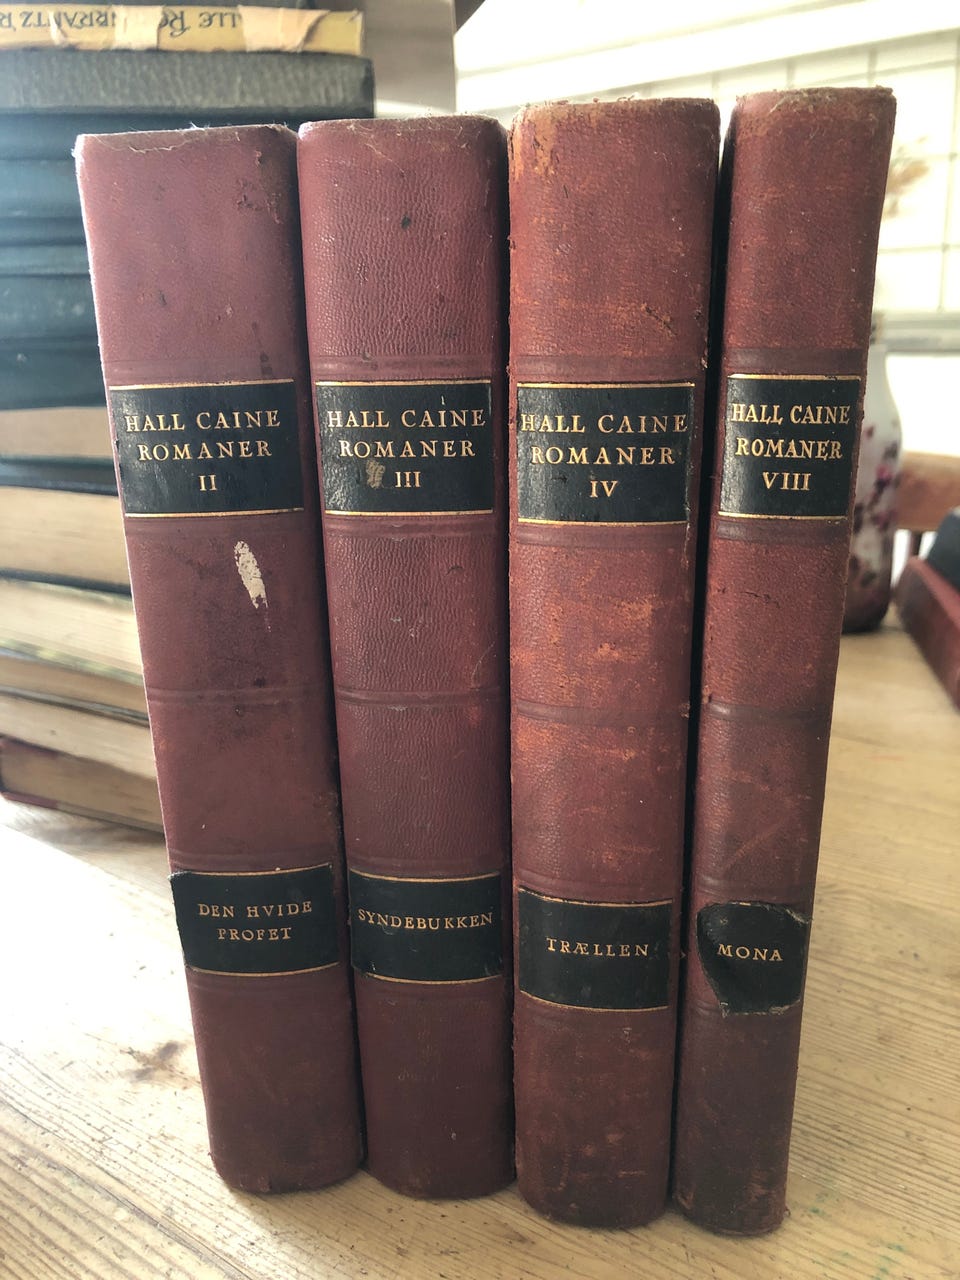 HALL CAINE
ROMANER
II
DEN HVIDE
PROFET
HALL CAINE
ROMANER
III
SYNDEBUKKEN
HALL CAINE
ROMANER
IV
TRÆLLEN
HALL CAINE
ROMANER
VIII
MONA